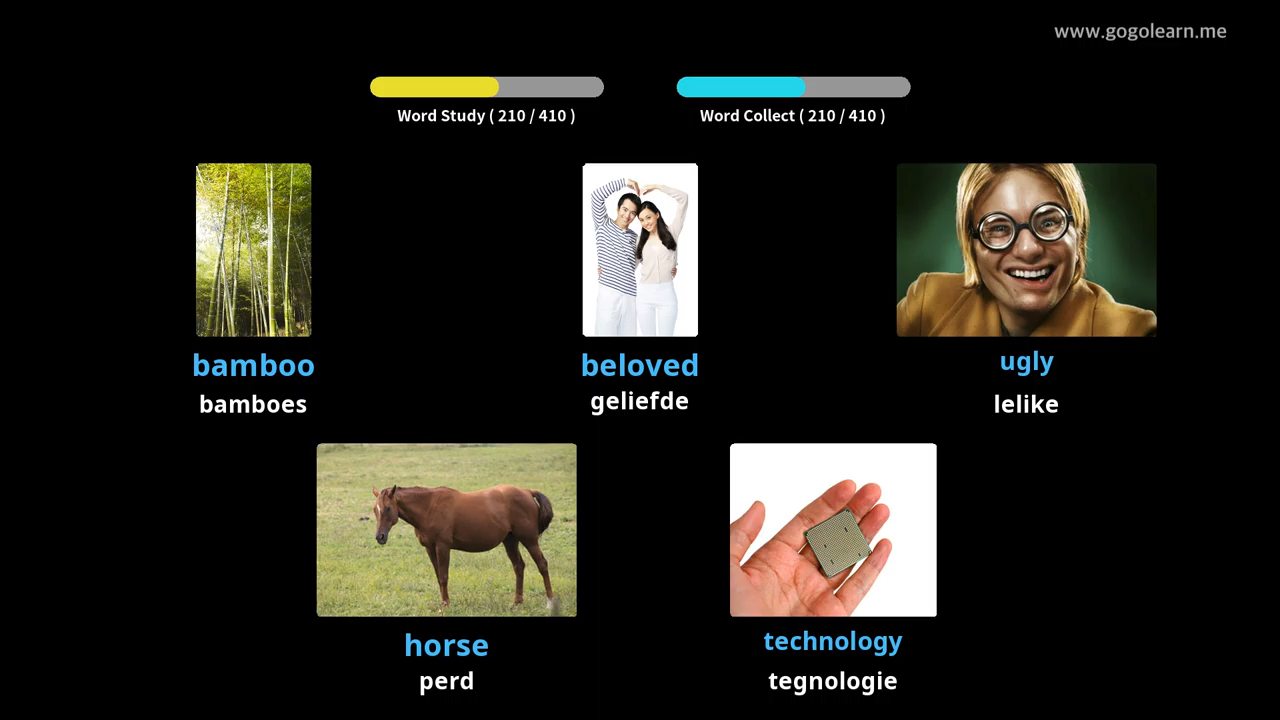 www.gogolearn.me
Word Study ( 210 / 410 )
Word Collect ( 210 / 410 )
bamboo
bamboes
beloved
geliefde
ugly
lelike
horse
perd
technology
tegnologie